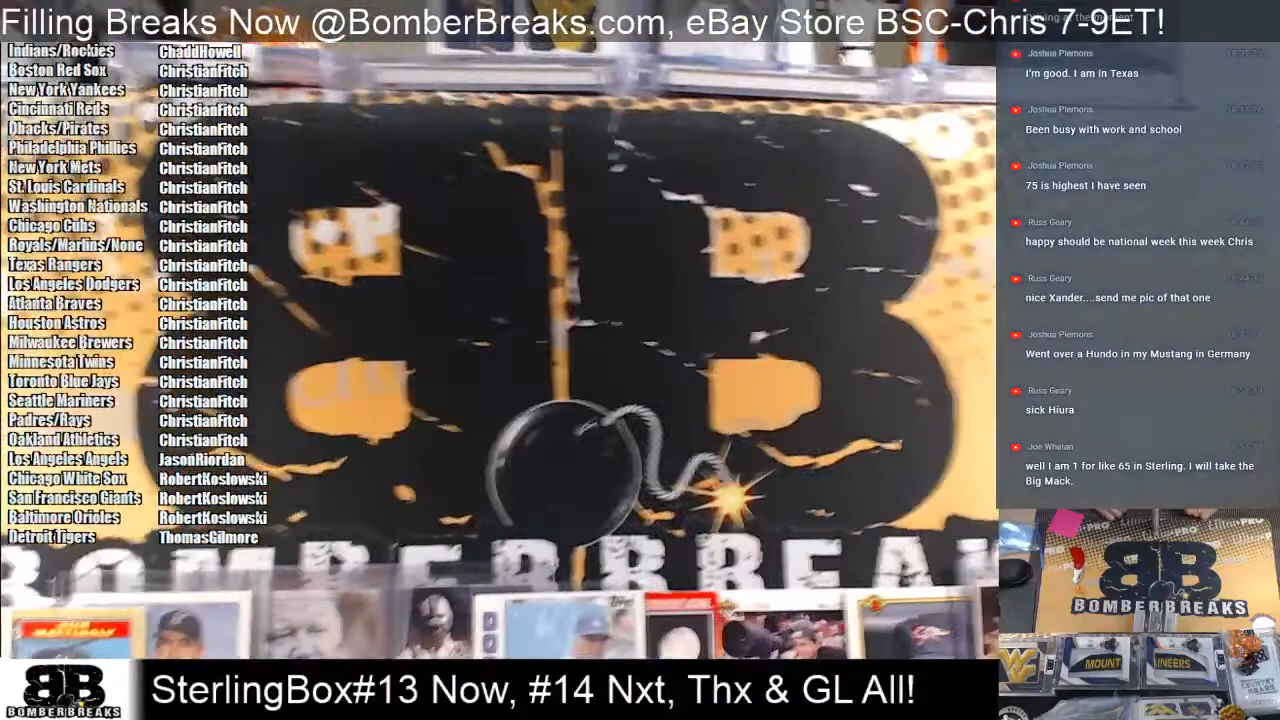 Filling Breaks Now @BomberBreaks.com, eBay Store BSC-Chris 7-9ET!
Indians/Rockies ChaddHowell
Boston Red Sox ChristianFitch
New York Yankees ChristianFitch
Cincinnati Reds ChristianFitch
Dbacks/Pirates ChristianFitch
Philadelphia Phillies ChristianFitch
New York Mets ChristianFitch
St. Louis Cardinals ChristianFitch
Washington Nationals ChristianFitch
Chicago Cubs ChristianFitch
Royals/Marlins/None ChristianFitch
Texas Rangers ChristianFitch
Los Angeles Dodgers ChristianFitch
Atlanta Braves ChristianFitch
Houston Astros ChristianFitch
Milwaukee Brewers ChristianFitch
Minnesota Twins ChristianFitch
Toronto Blue Jays ChristianFitch
Seattle Mariners ChristianFitch
Padres/Rays ChristianFitch
Oakland Athletics ChristianFitch
Los Angeles Angels JasonRiordan
Chicago White Sox RobertKoslowski
San Francisco Giants RobertKoslowski
Baltimore Orioles RobertKoslowski
Detroit Tigers ThomasGilmore
BOMBER BREA
Joshua Plemons
I'm good. I am in Texas
Joshua Plemons
Been busy with work and school
Joshua Plemons
75 is highest I have seen
Russ Geary
happy should be national week this week Chris
Russ Geary
nice Xander....send me pic of that one
Joshua Plemons
Went over a Hundo in my Mustang in Germany
Russ Geary
sick Hiura
Joe Whelan
well I am 1 for like 65 in Sterling. I will take the
Big Mack.
BOMBERBREAKS
MOUNT
INEERS
BOMBERBREAKS
SterlingBox#13 Now, #14 Nxt, Thx & GL All!